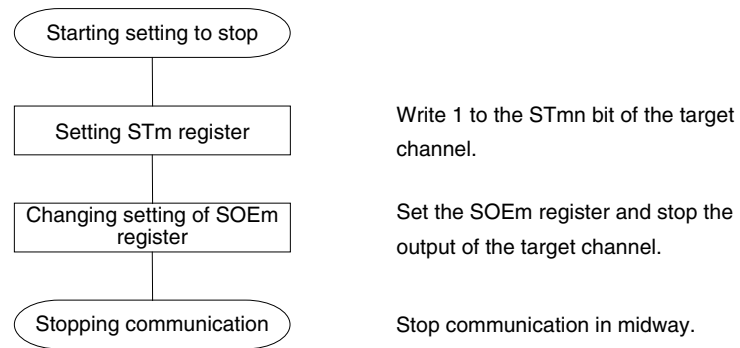 Starting setting to stop
Setting STm register
Write 1 to the STmn bit of the target
channel.
Changing setting of SOEm
register
Set the SOEm register and stop the
output of the target channel.
Stopping communication
Stop communication in midway.